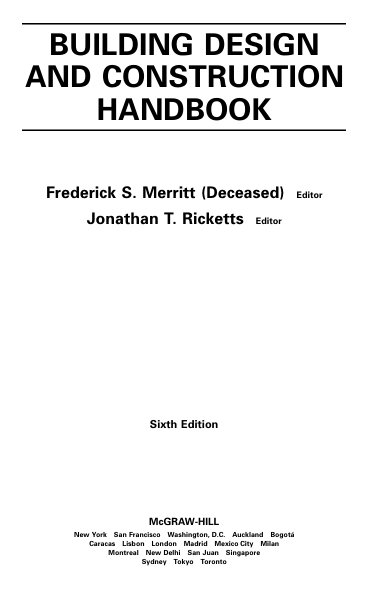 BUILDING DESIGN
AND CONSTRUCTION
HANDBOOK
Frederick S. Merritt (Deceased) Editor
Jonathan T. Ricketts Editor
Sixth Edition
McGRAW-HILL
New York San Francisco Washington, D.C. Auckland Bogotá
Caracas Lisbon London Madrid Mexico City Milan
Montreal New Delhi San Juan Singapore
Sydney Tokyo Toronto